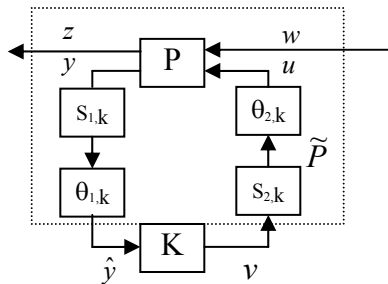 z w
y P u
S1,k θ2,k
P̃
θ1,k S2,k
K
ŷ v